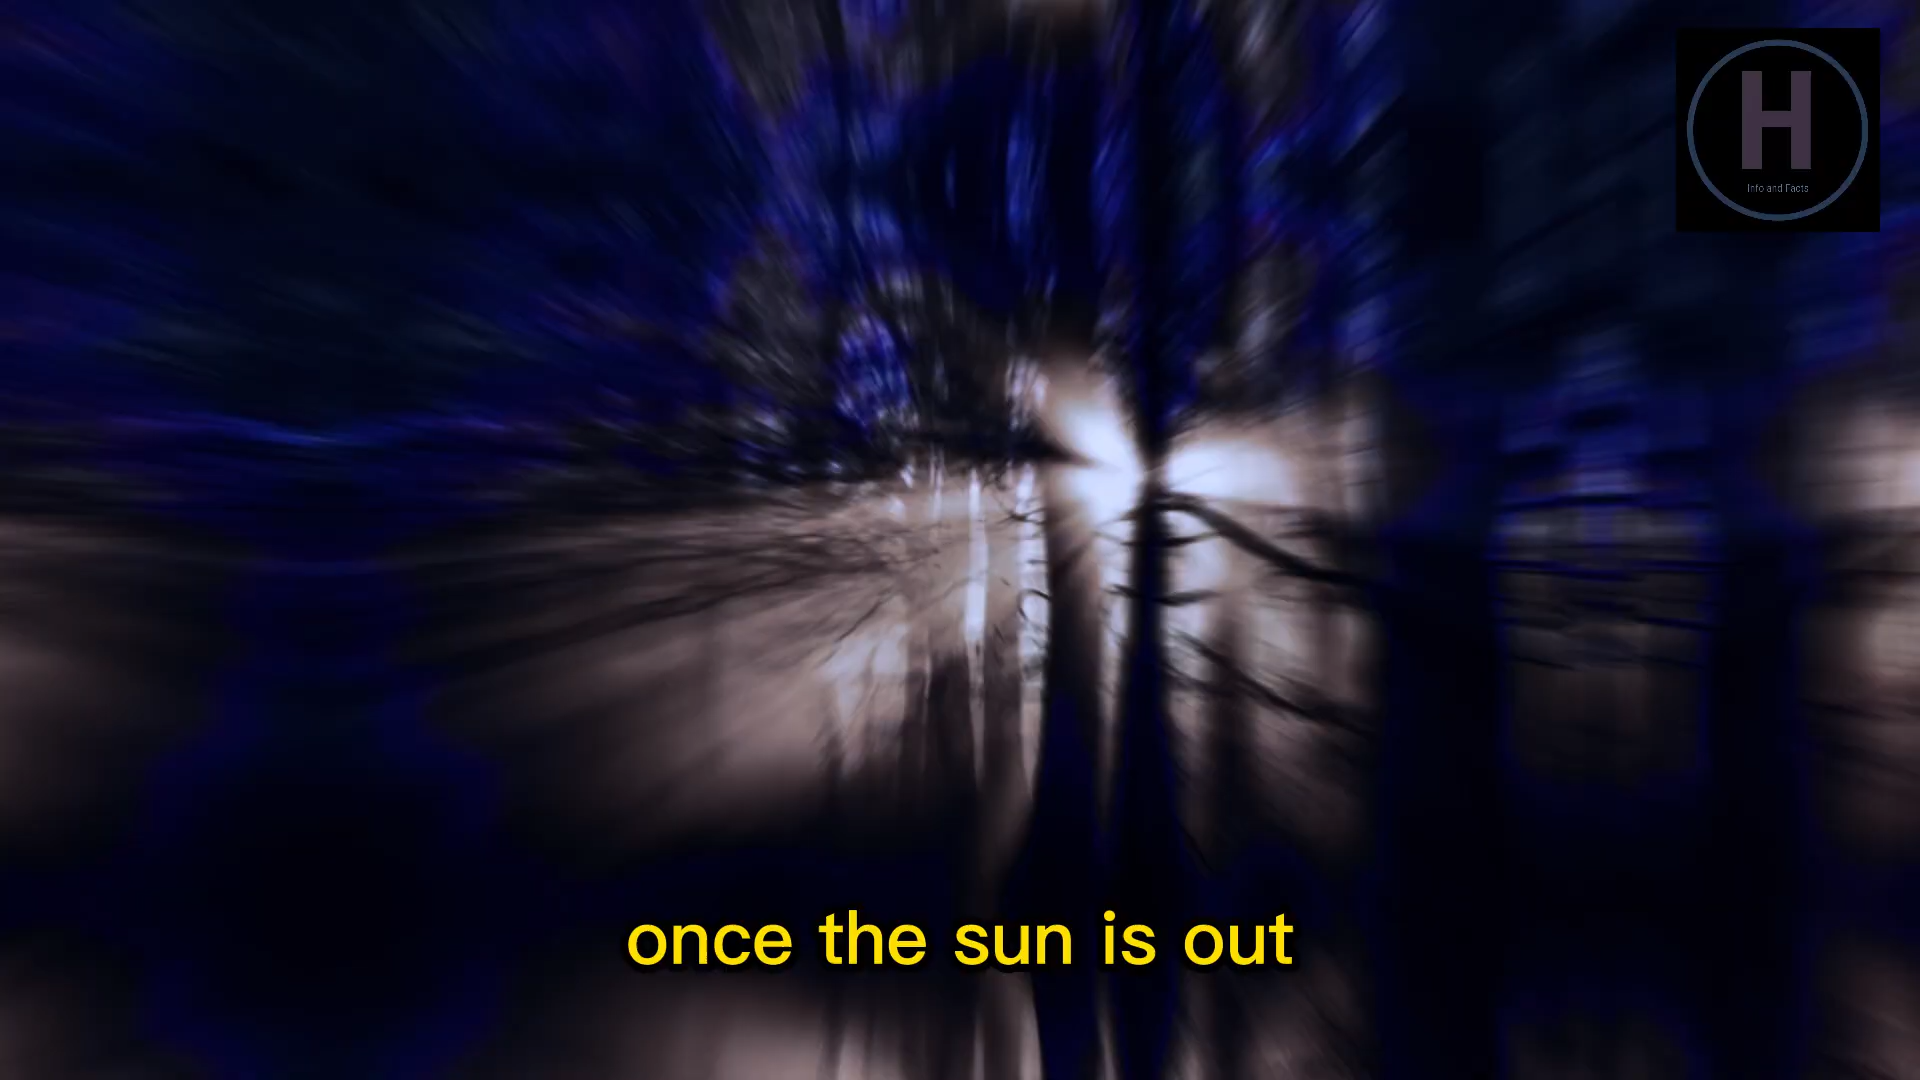 H
Info and Facts
once the sun is out